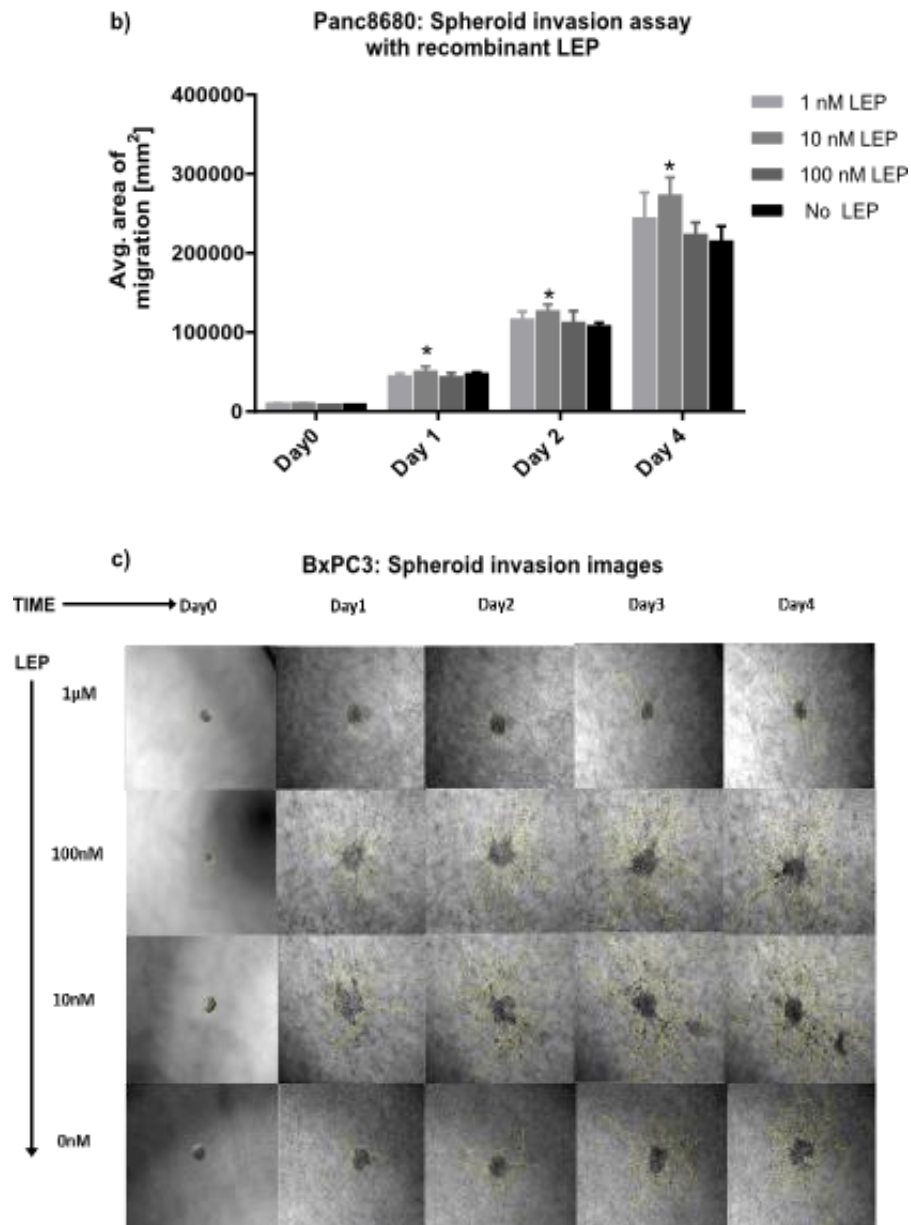 b)
Panc8680: Spheroid invasion assay
with recombinant LEP
Avg. area of
migration [mm²]
400000
300000
200000
100000
0
*
*
*
1 nM LEP
10 nM LEP
100 nM LEP
No LEP
Day0
Day 1
Day 2
Day 4
c)
BxPC3: Spheroid invasion images
TIME
Day0
Day1
Day2
Day3
Day4
LEP
1µM
100nM
10nM
0nM